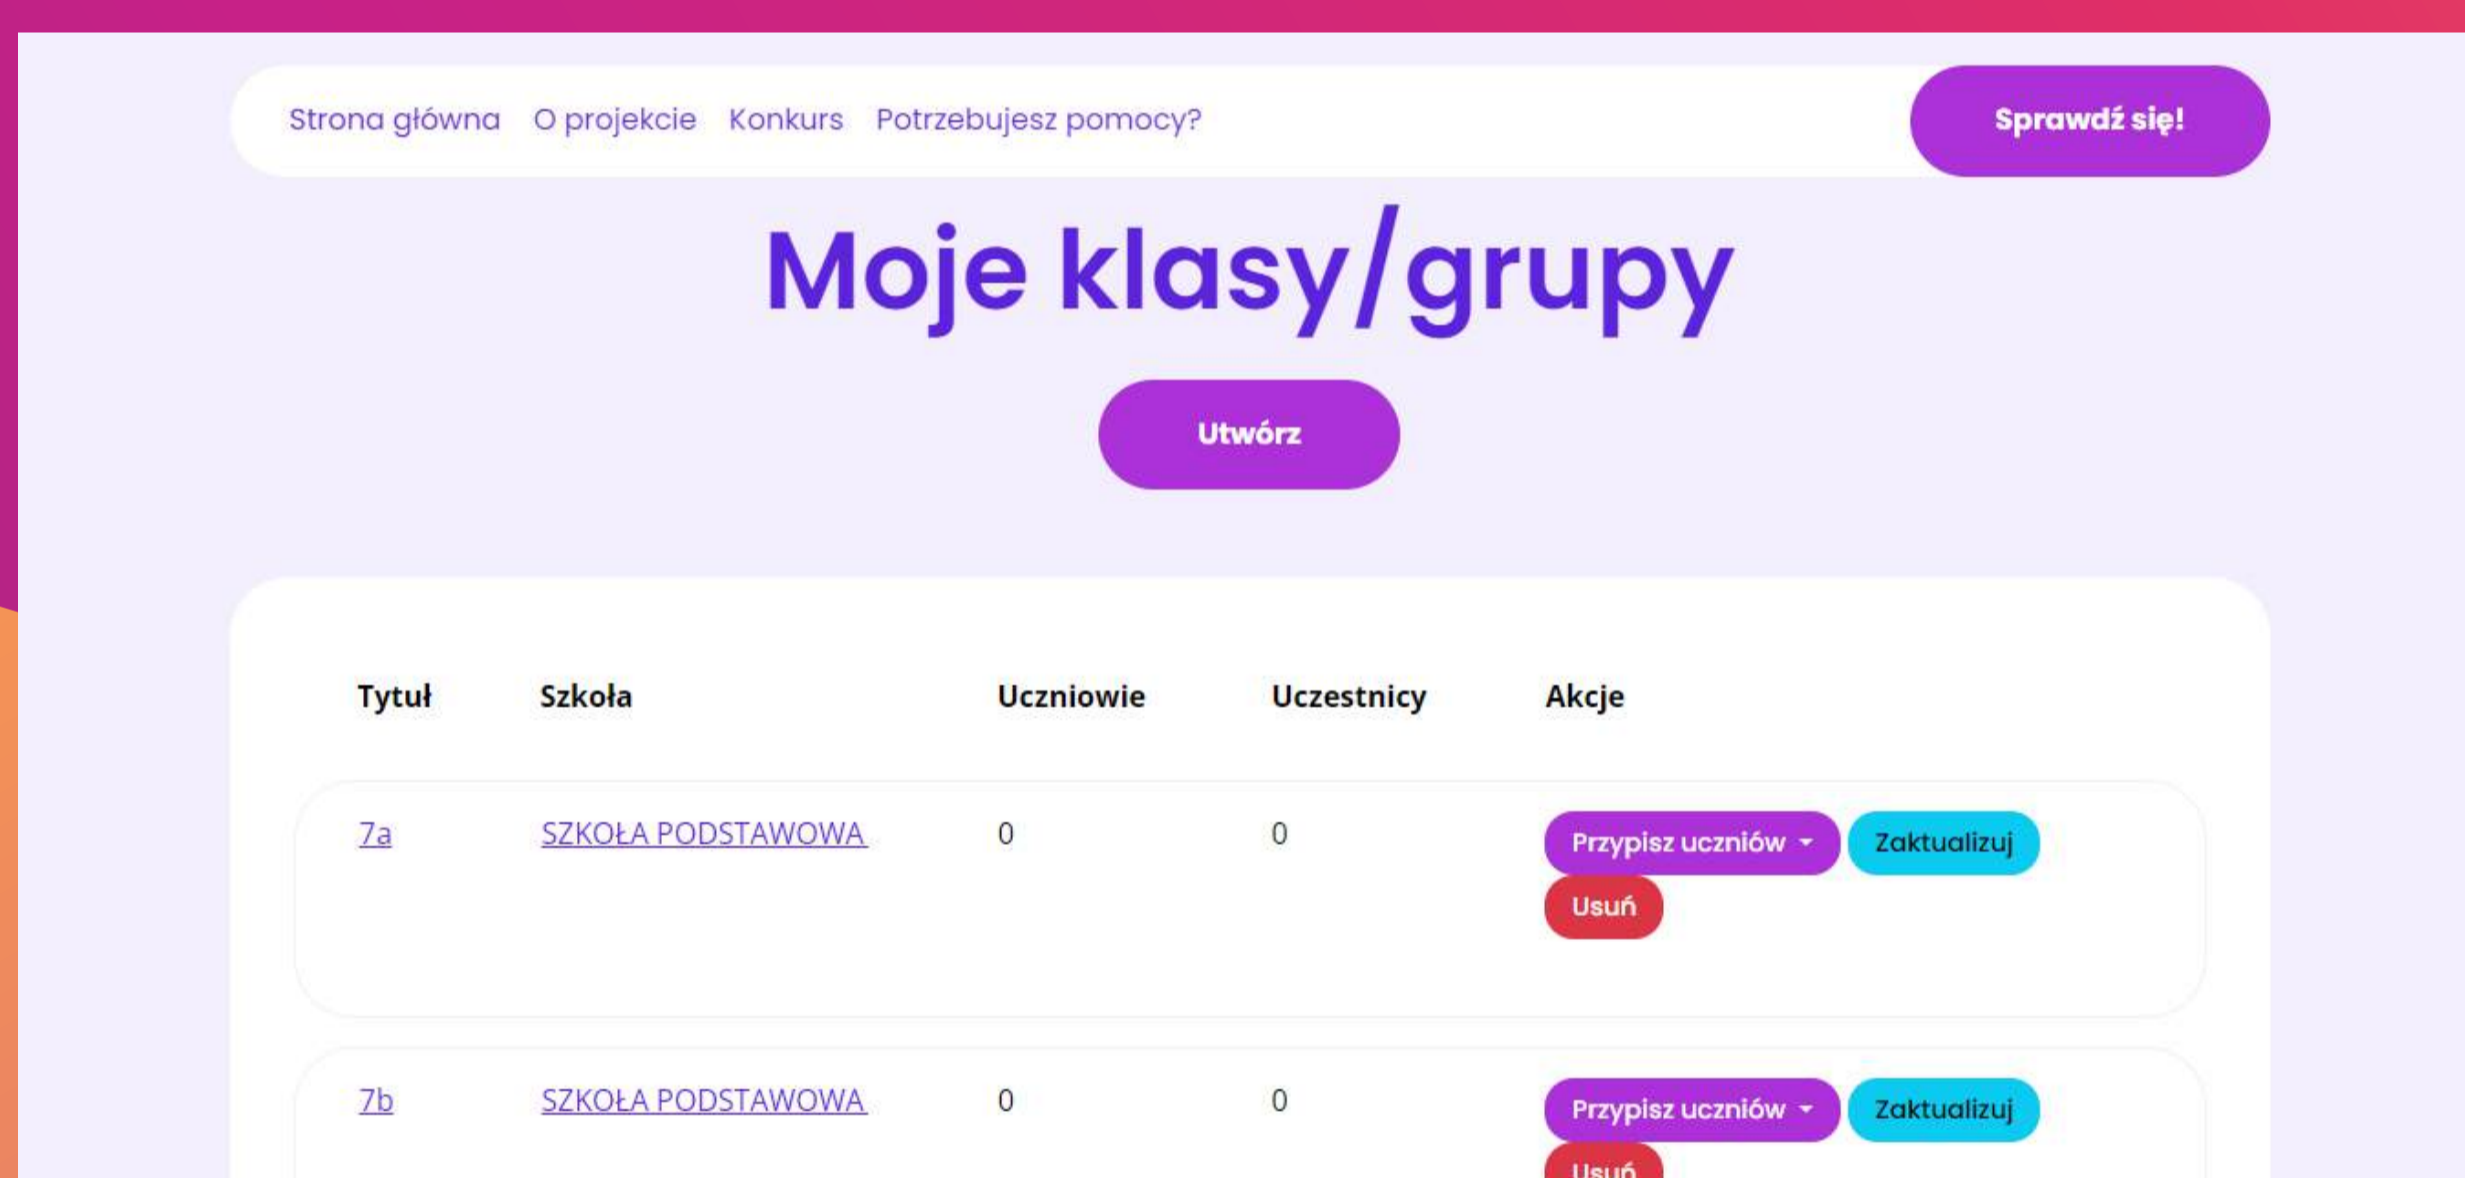 Strona główna O projekcie Konkurs Potrzebujesz pomocy? Sprawdź się!
Moje klasy/grupy
Utwórz
Tytuł Szkoła Uczniowie Uczestnicy Akcje
7a SZKOŁA PODSTAWOWA 0 0 Przypisz uczniów Zaktualizuj
Usuń
7b SZKOŁA PODSTAWOWA 0 0 Przypisz uczniów Zaktualizuj
Usuń